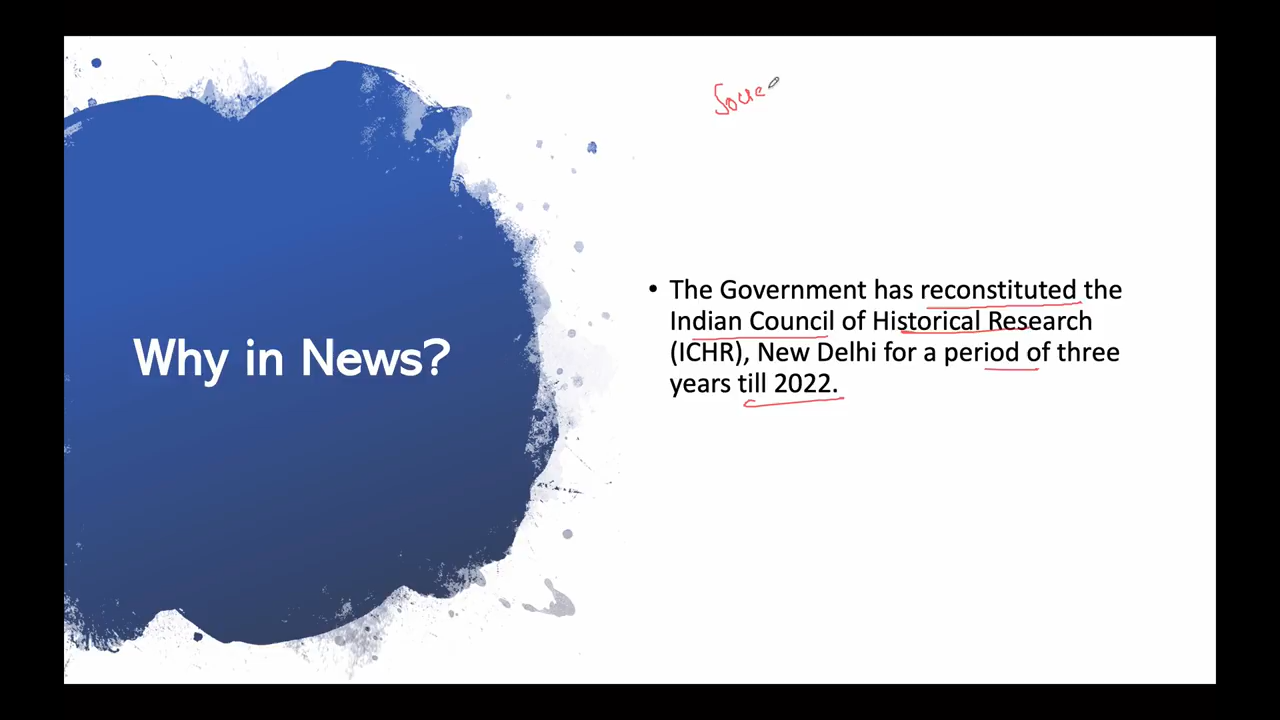 Why in News?
• The Government has reconstituted the
Indian Council of Historical Research
(ICHR), New Delhi for a period of three
years till 2022.